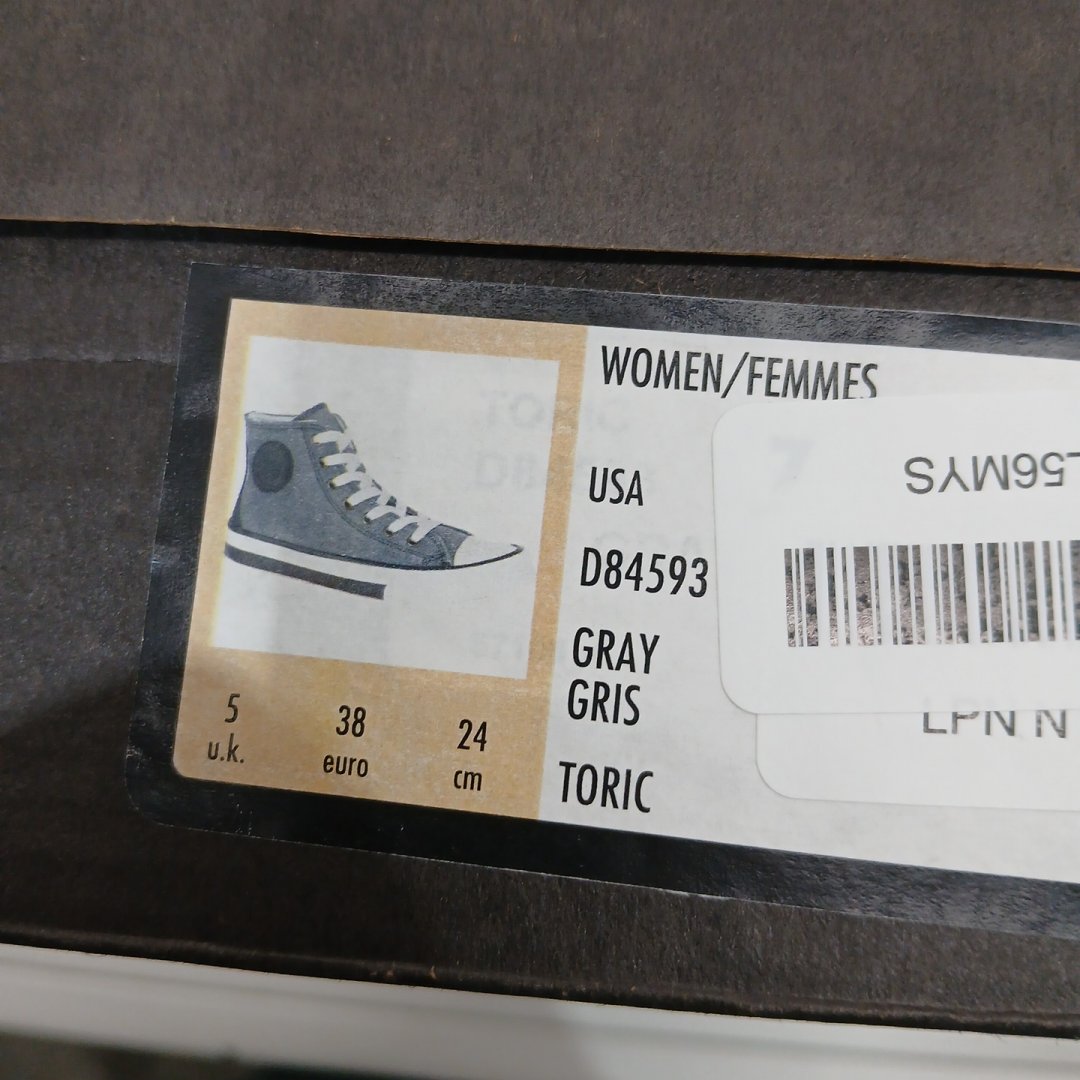 WOMEN/FEMMES
USA
D84593
GRAY
GRIS
TORIC
5
u.k.
38
euro
24
cm
L56MYS
LPN N